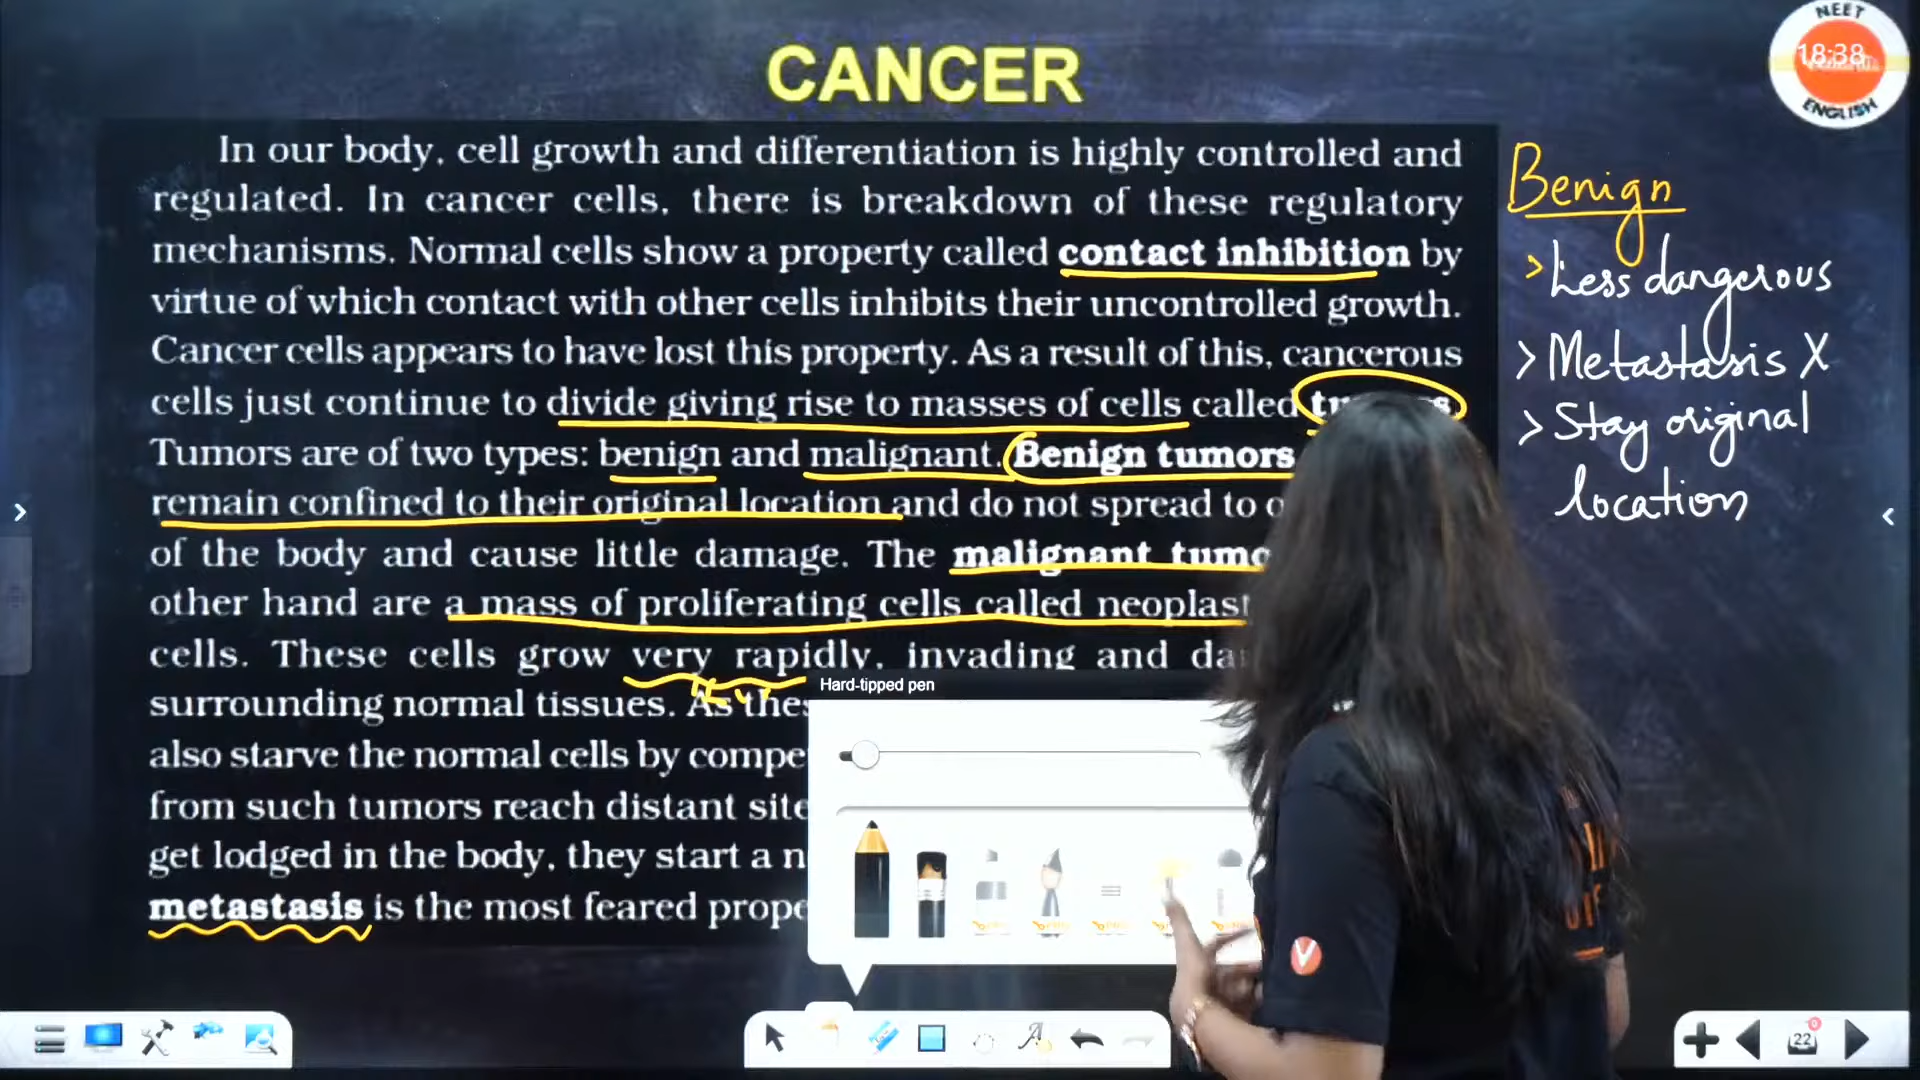 CANCER
NEET
18:38
ENGLISH
In our body, cell growth and differentiation is highly controlled and
regulated. In cancer cells, there is breakdown of these regulatory
mechanisms. Normal cells show a property called contact inhibition by
virtue of which contact with other cells inhibits their uncontrolled growth.
Cancer cells appears to have lost this property. As a result of this, cancerous
cells just continue to divide giving rise to masses of cells called
Tumors are of two types: benign and malignant. Benign tumors
remain confined to their original location and do not spread to
of the body and cause little damage. The malignant
other hand are a mass of proliferating cells called
cells. These cells grow very rapidly, invading and
surrounding normal tissues. As
also starve the normal cells by
from such tumors reach distant
get lodged in the body, they start a
metastasis is the most feared
Benign
> Less dangerous
> Metastasis X
> Stay original
location
Hard-tipped pen
V
22
0